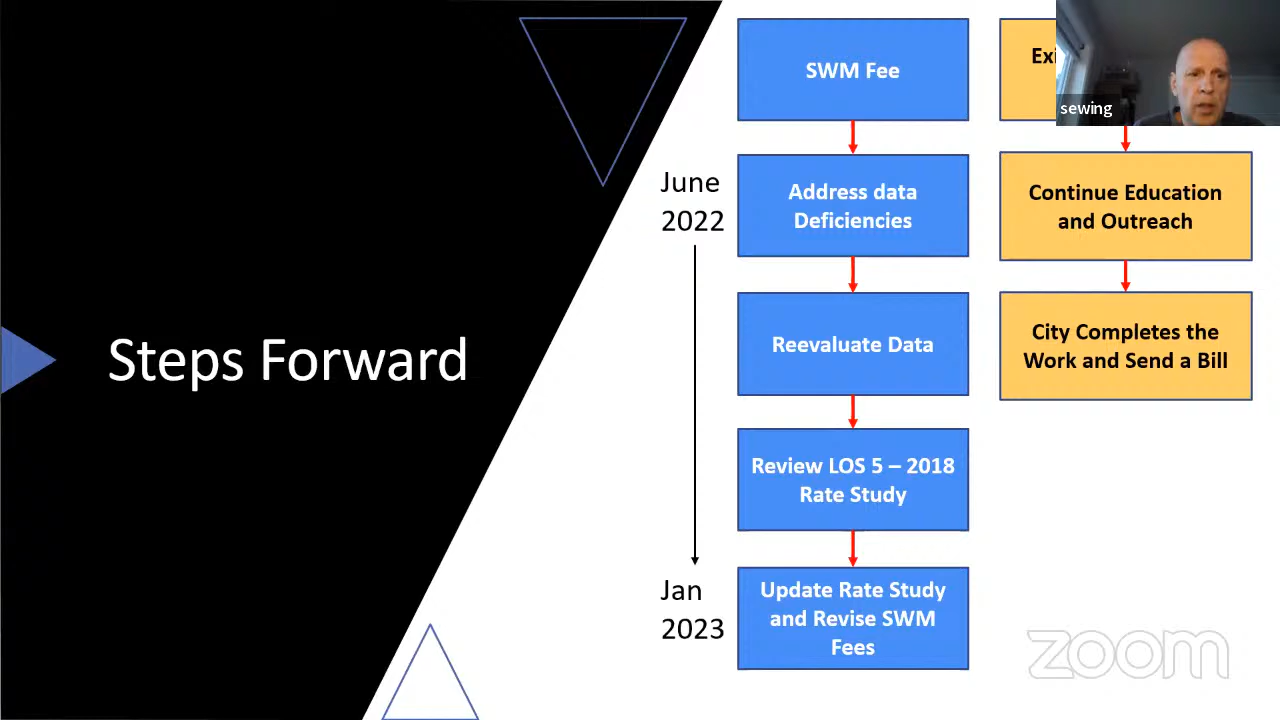 Steps Forward
June
2022
Jan
2023
SWM Fee
Address data
Deficiencies
Reevaluate Data
Review LOS 5 – 2018
Rate Study
Update Rate Study
and Revise SWM
Fees
sewing
Continue Education
and Outreach
City Completes the
Work and Send a Bill
zoom